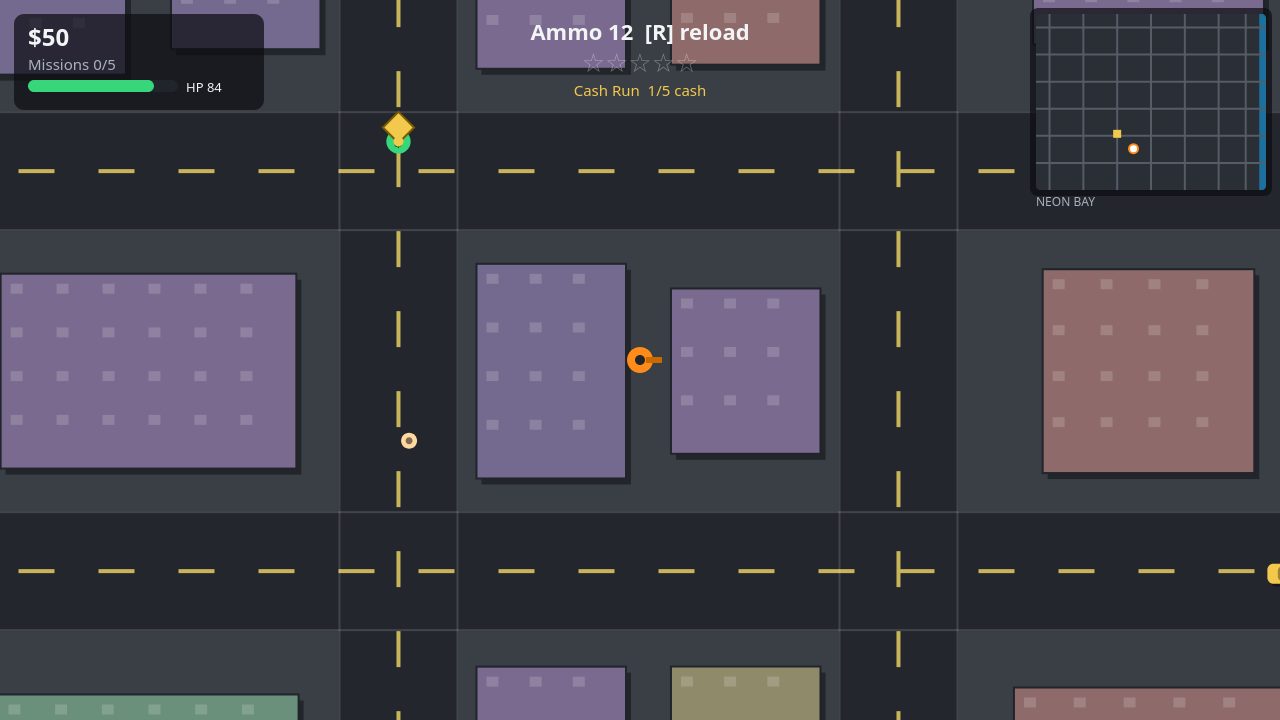 $50
Missions 0/5
HP 84
Ammo 12 [R] reload
☆☆☆☆☆
Cash Run 1/5 cash
NEON BAY